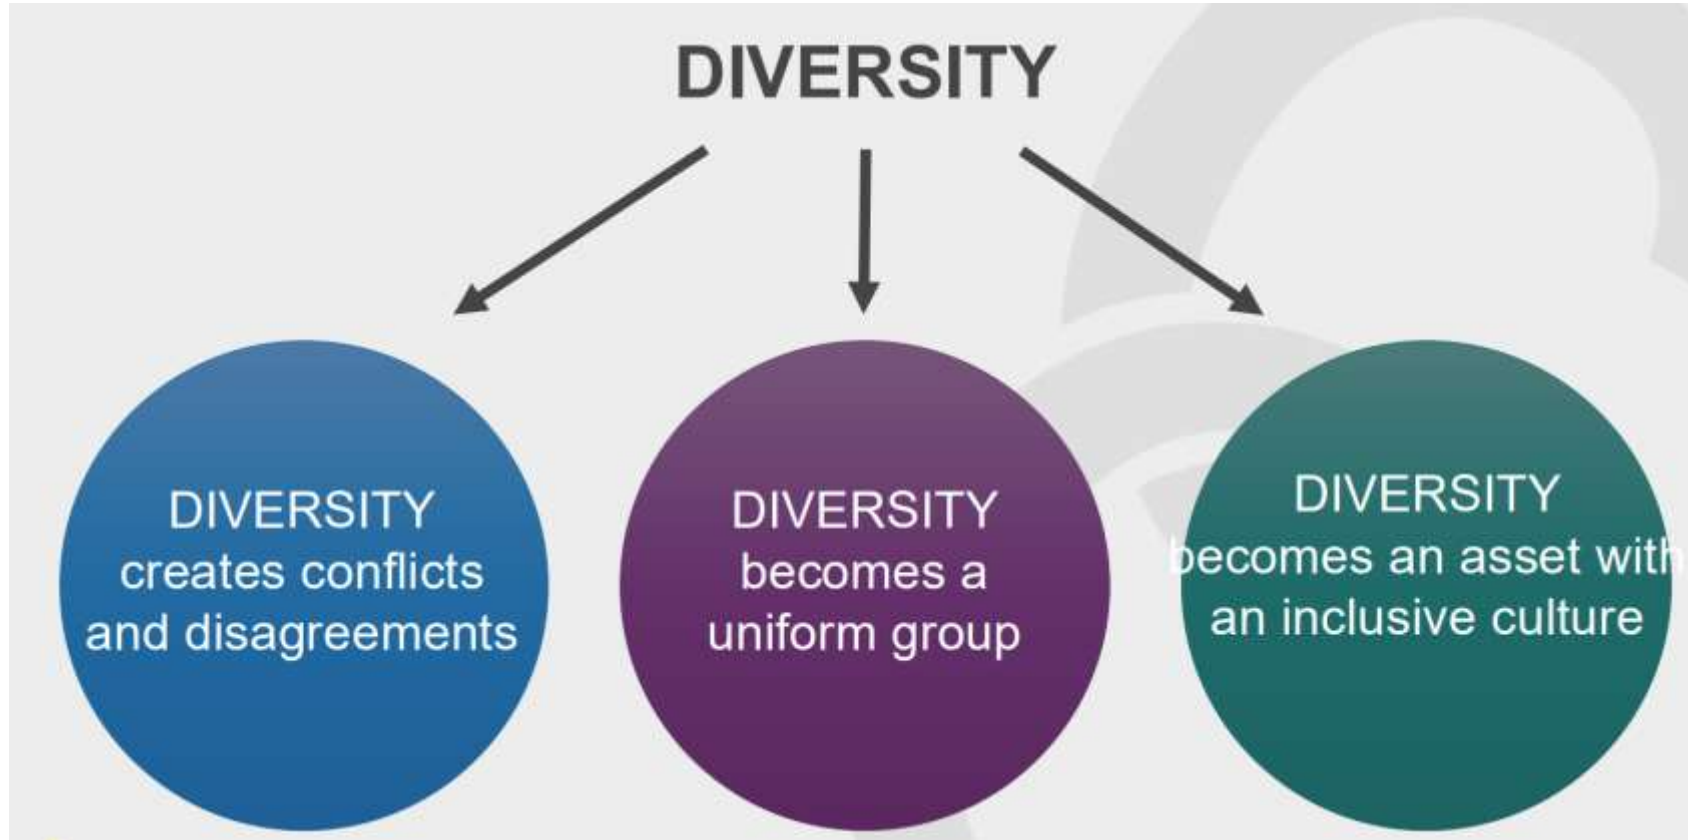 DIVERSITY
DIVERSITY
creates conflicts
and disagreements
DIVERSITY
becomes a
uniform group
DIVERSITY
becomes an asset with
an inclusive culture